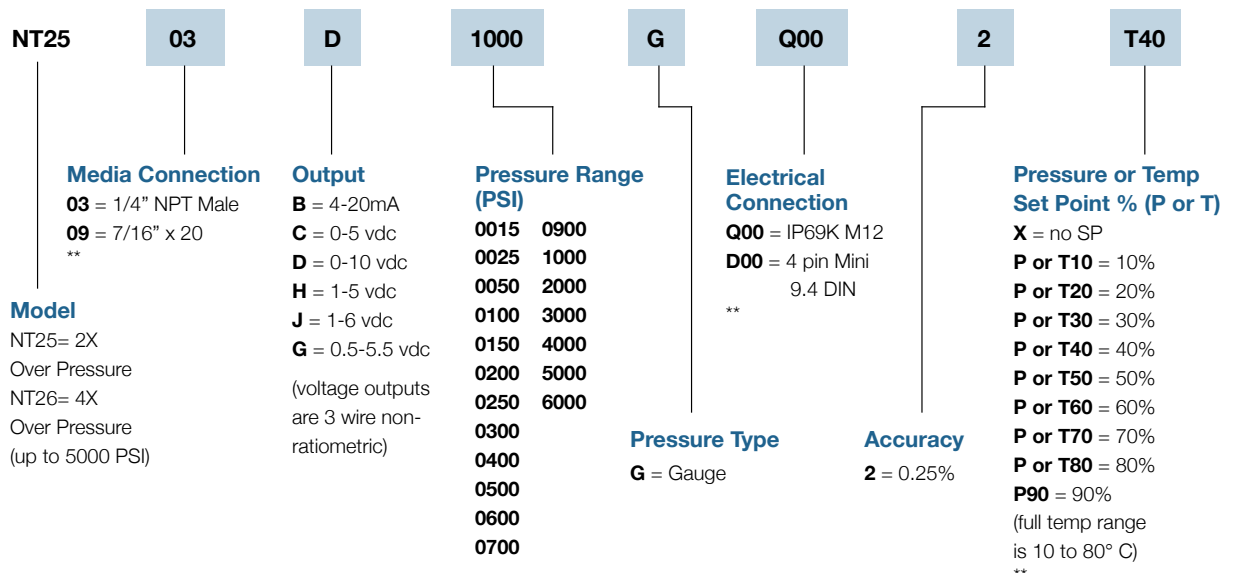 NT25 03 D 1000 G Q00 2 T40
Model
NT25= 2X
Over Pressure
NT26= 4X
Over Pressure
(up to 5000 PSI)
Media Connection
03 = 1/4” NPT Male
09 = 7/16” x 20
**
Output
B = 4-20mA
C = 0-5 vdc
D = 0-10 vdc
H = 1-5 vdc
J = 1-6 vdc
G = 0.5-5.5 vdc
(voltage outputs
are 3 wire non-
ratiometric)
Pressure Range
(PSI)
0015 0900
0025 1000
0050 2000
0100 3000
0150 4000
0200 5000
0250 6000
0300
0400
0500
0600
0700
Pressure Type
G = Gauge
Electrical
Connection
Q00 = IP69K M12
D00 = 4 pin Mini
9.4 DIN
**
Accuracy
2 = 0.25%
Pressure or Temp
Set Point % (P or T)
X = no SP
P or T10 = 10%
P or T20 = 20%
P or T30 = 30%
P or T40 = 40%
P or T50 = 50%
P or T60 = 60%
P or T70 = 70%
P or T80 = 80%
P90 = 90%
(full temp range
is 10 to 80° C)
**